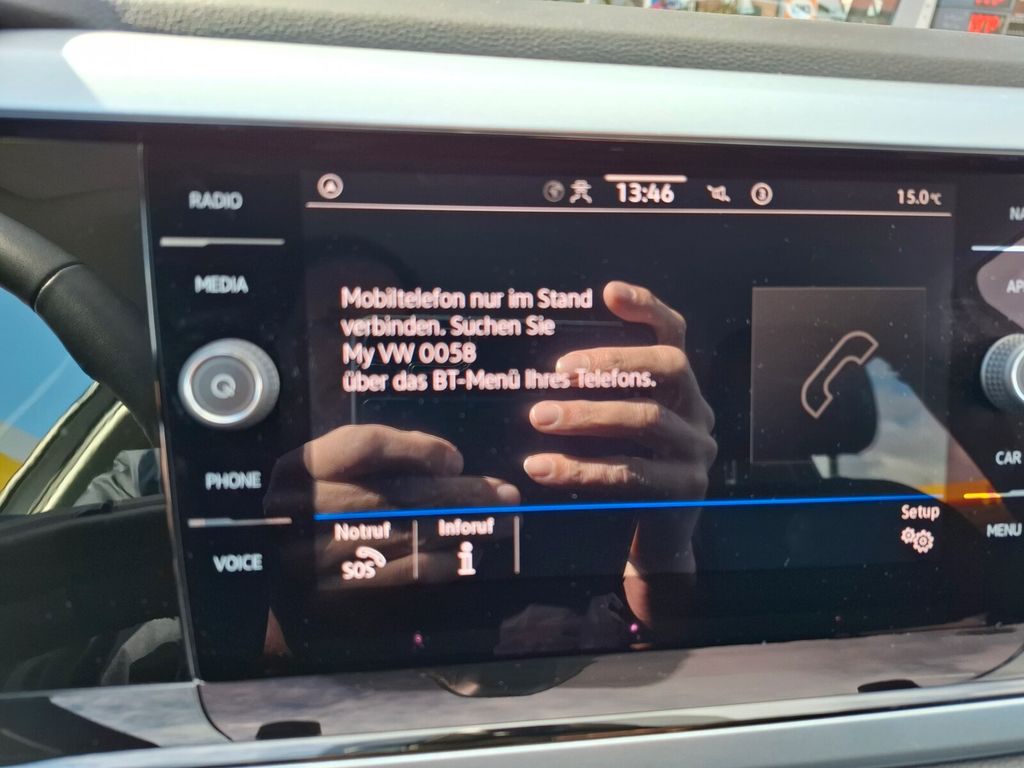 RADIO
MEDIA
PHONE
VOICE
13:46
3
15.0°C
Mobiltelefon nur im Stand
verbinden. Suchen Sie
My VW 0058
über das BT-Menü Ihres Telefons.
Notruf
SOS
Inforuf
i
Setup
CAR
MENU